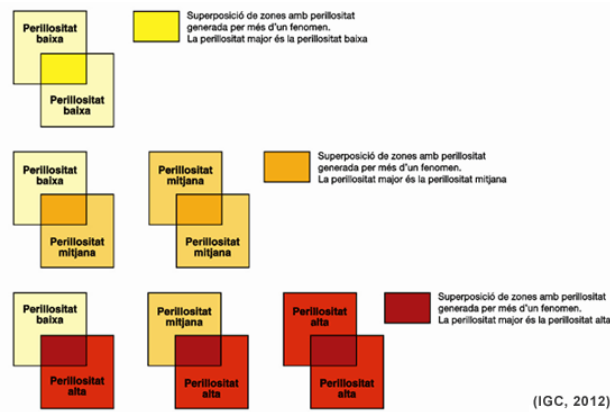 Perillositat
baixa
Perillositat
baixa
Superposició de zones amb perillositat
generada per més d'un fenomen.
La perillositat major és la perillositat baixa
Perillositat
baixa
Perillositat
mitjana
Perillositat
mitjana
Perillositat
mitjana
Superposició de zones amb perillositat
generada per més d'un fenomen.
La perillositat major és la perillositat mitjana
Perillositat
baixa
Perillositat
alta
Perillositat
mitjana
Perillositat
alta
Perillositat
alta
Perillositat
alta
Superposició de zones amb perillositat
generada per més d'un fenomen.
La perillositat major és la perillositat alta
(IGC, 2012)